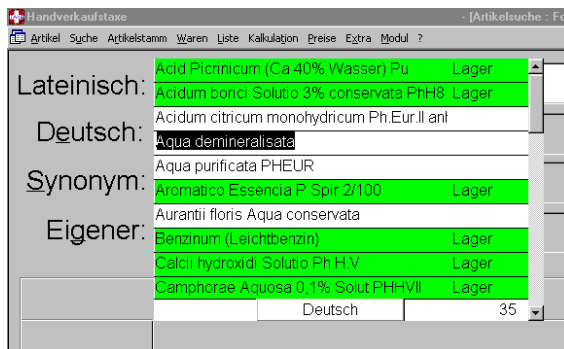 Handverkaufstaxe - [Artikelsuche : Fo
Artikel Suche Artikelstamm Waren Liste Kalkulation Preise Extra Modul ?
Lateinisch:
Deutsch:
Synonym:
Eigener:
Acid Picrinicum (Ca 40% Wasser) Pu Lager
Acidum borici Solutio 3% conservata PhH8 Lager
Acidum citricum monohydricum Ph.Eur.II anh
Aqua demineralisata
Aqua purificata PHEUR
Aromatico Essencia P Spir 2/100 Lager
Aurantii floris Aqua conservata
Benzinum (Leichtbenzin) Lager
Calcii hydroxidi Solutio Ph.H.V Lager
Camphorae Aquosa 0,1% Solut PHHVII Lager
Deutsch 35